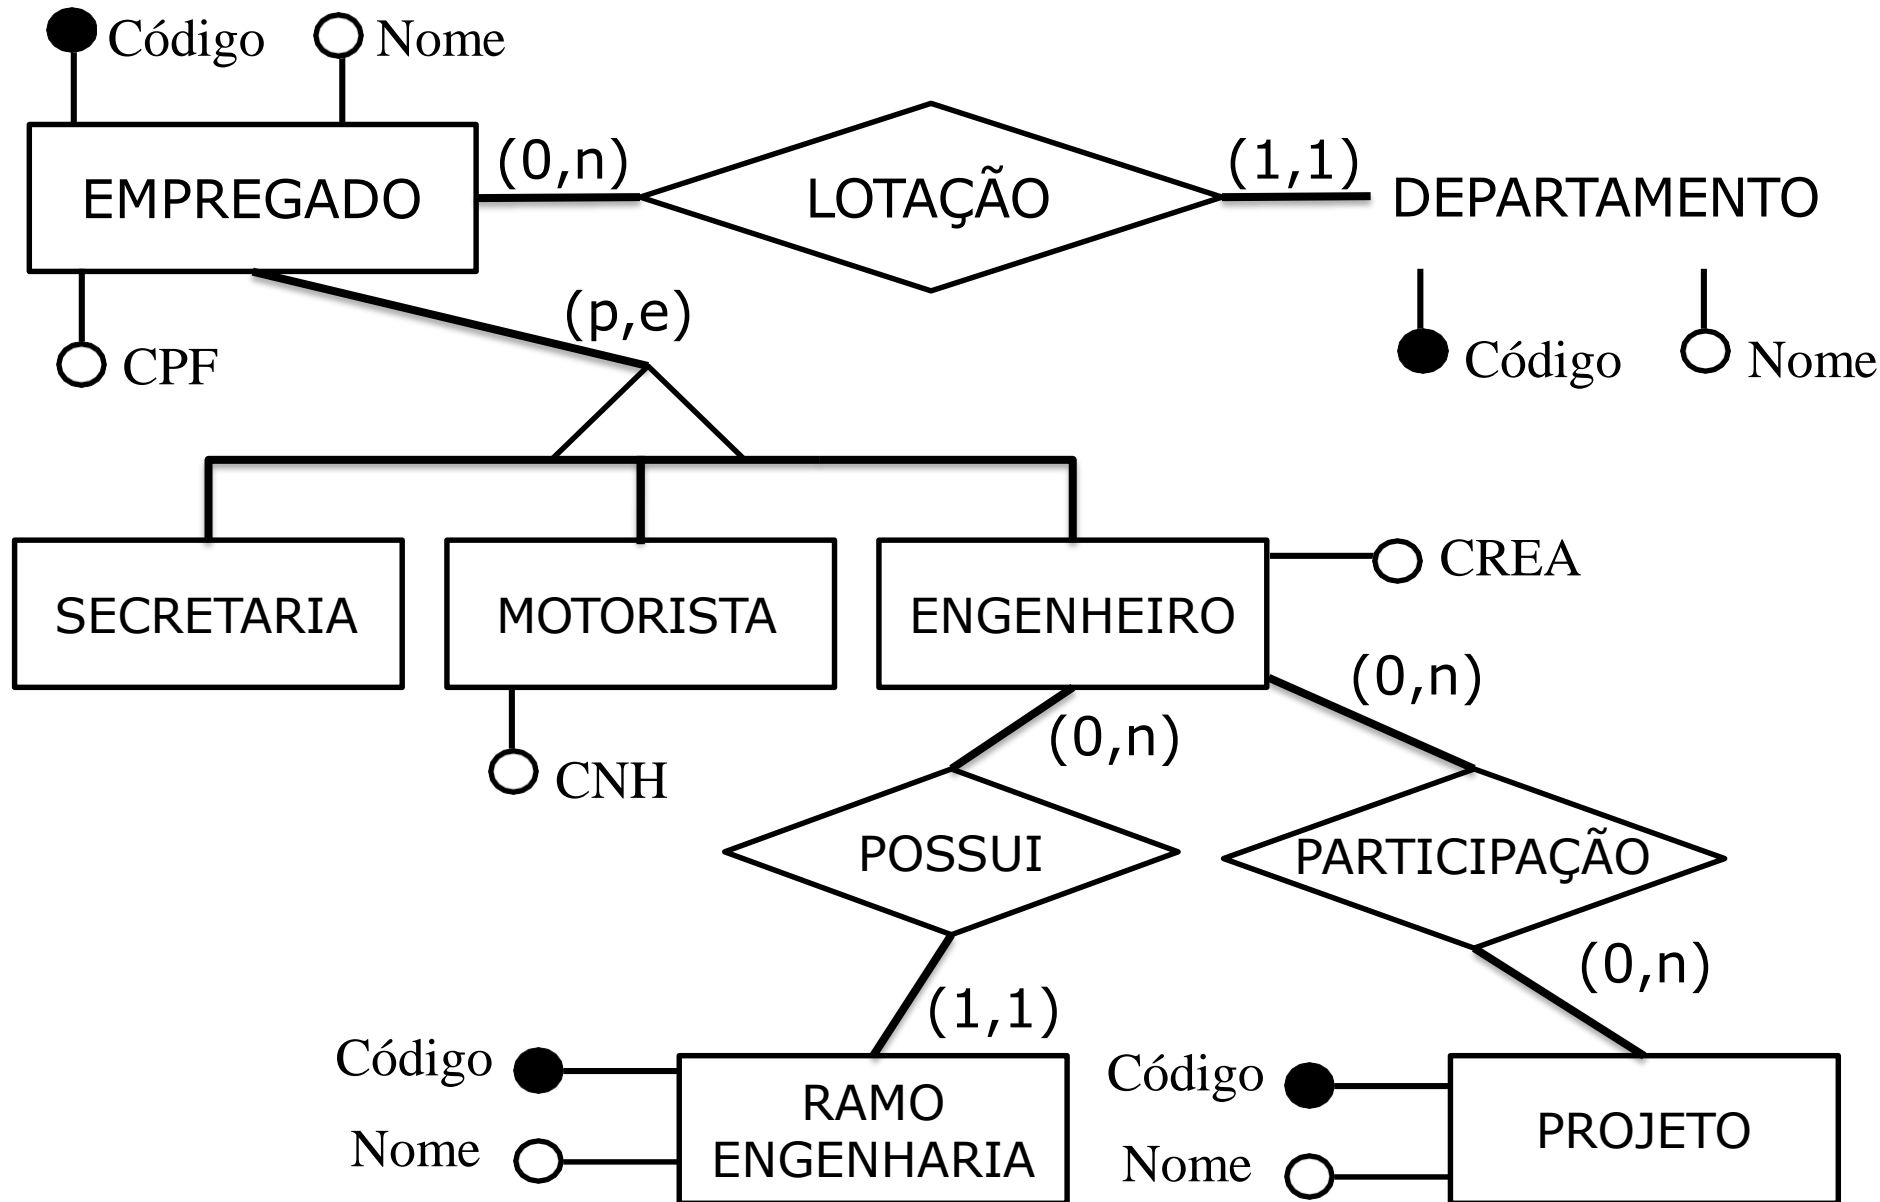 Código
Nome
EMPREGADO
(0,n)
LOTAÇÃO
(1,1)
DEPARTAMENTO
CPF
(p,e)
Código
Nome
SECRETARIA
MOTORISTA
ENGENHEIRO
CREA
CNH
(0,n)
(0,n)
POSSUI
PARTICIPAÇÃO
(1,1)
(0,n)
Código
Nome
RAMO
ENGENHARIA
Código
Nome
PROJETO